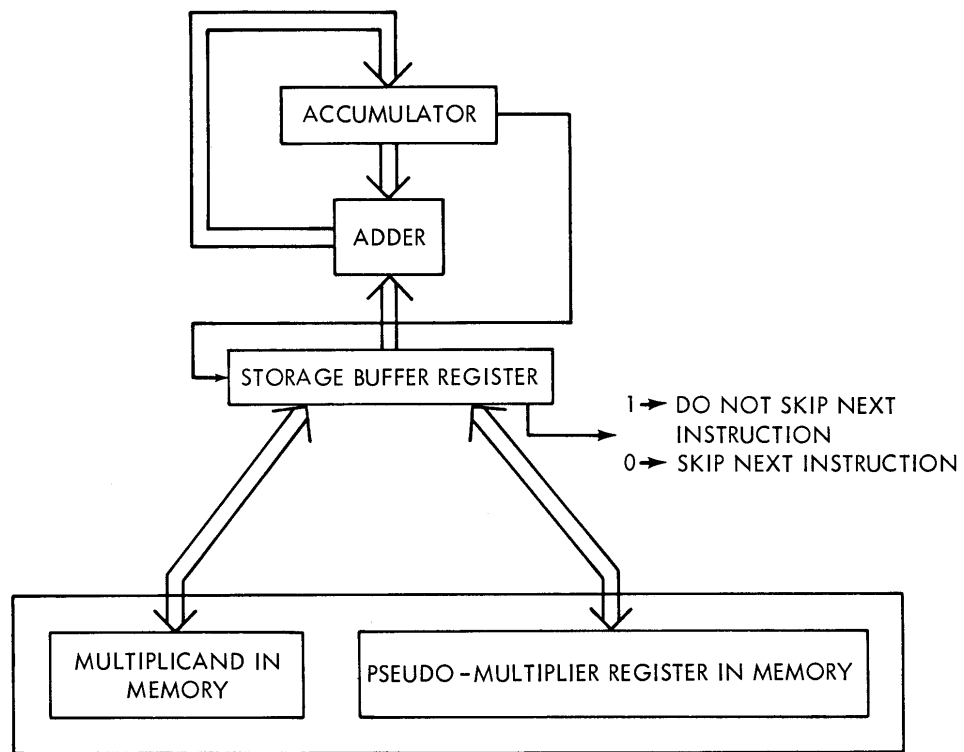 ACCUMULATOR
ADDER
STORAGE BUFFER REGISTER
1→ DO NOT SKIP NEXT
INSTRUCTION
0→ SKIP NEXT INSTRUCTION
MULTIPLICAND IN
MEMORY
PSEUDO-MULTIPLIER REGISTER IN MEMORY